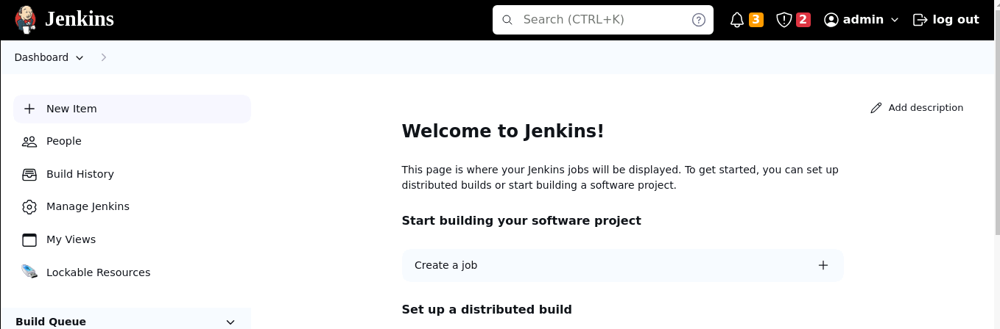 Jenkins
Search (CTRL+K)
3
2
admin
log out
Dashboard
New Item
People
Build History
Manage Jenkins
My Views
Lockable Resources
Build Queue
Add description
Welcome to Jenkins!
This page is where your Jenkins jobs will be displayed. To get started, you can set up
distributed builds or start building a software project.
Start building your software project
Create a job
Set up a distributed build